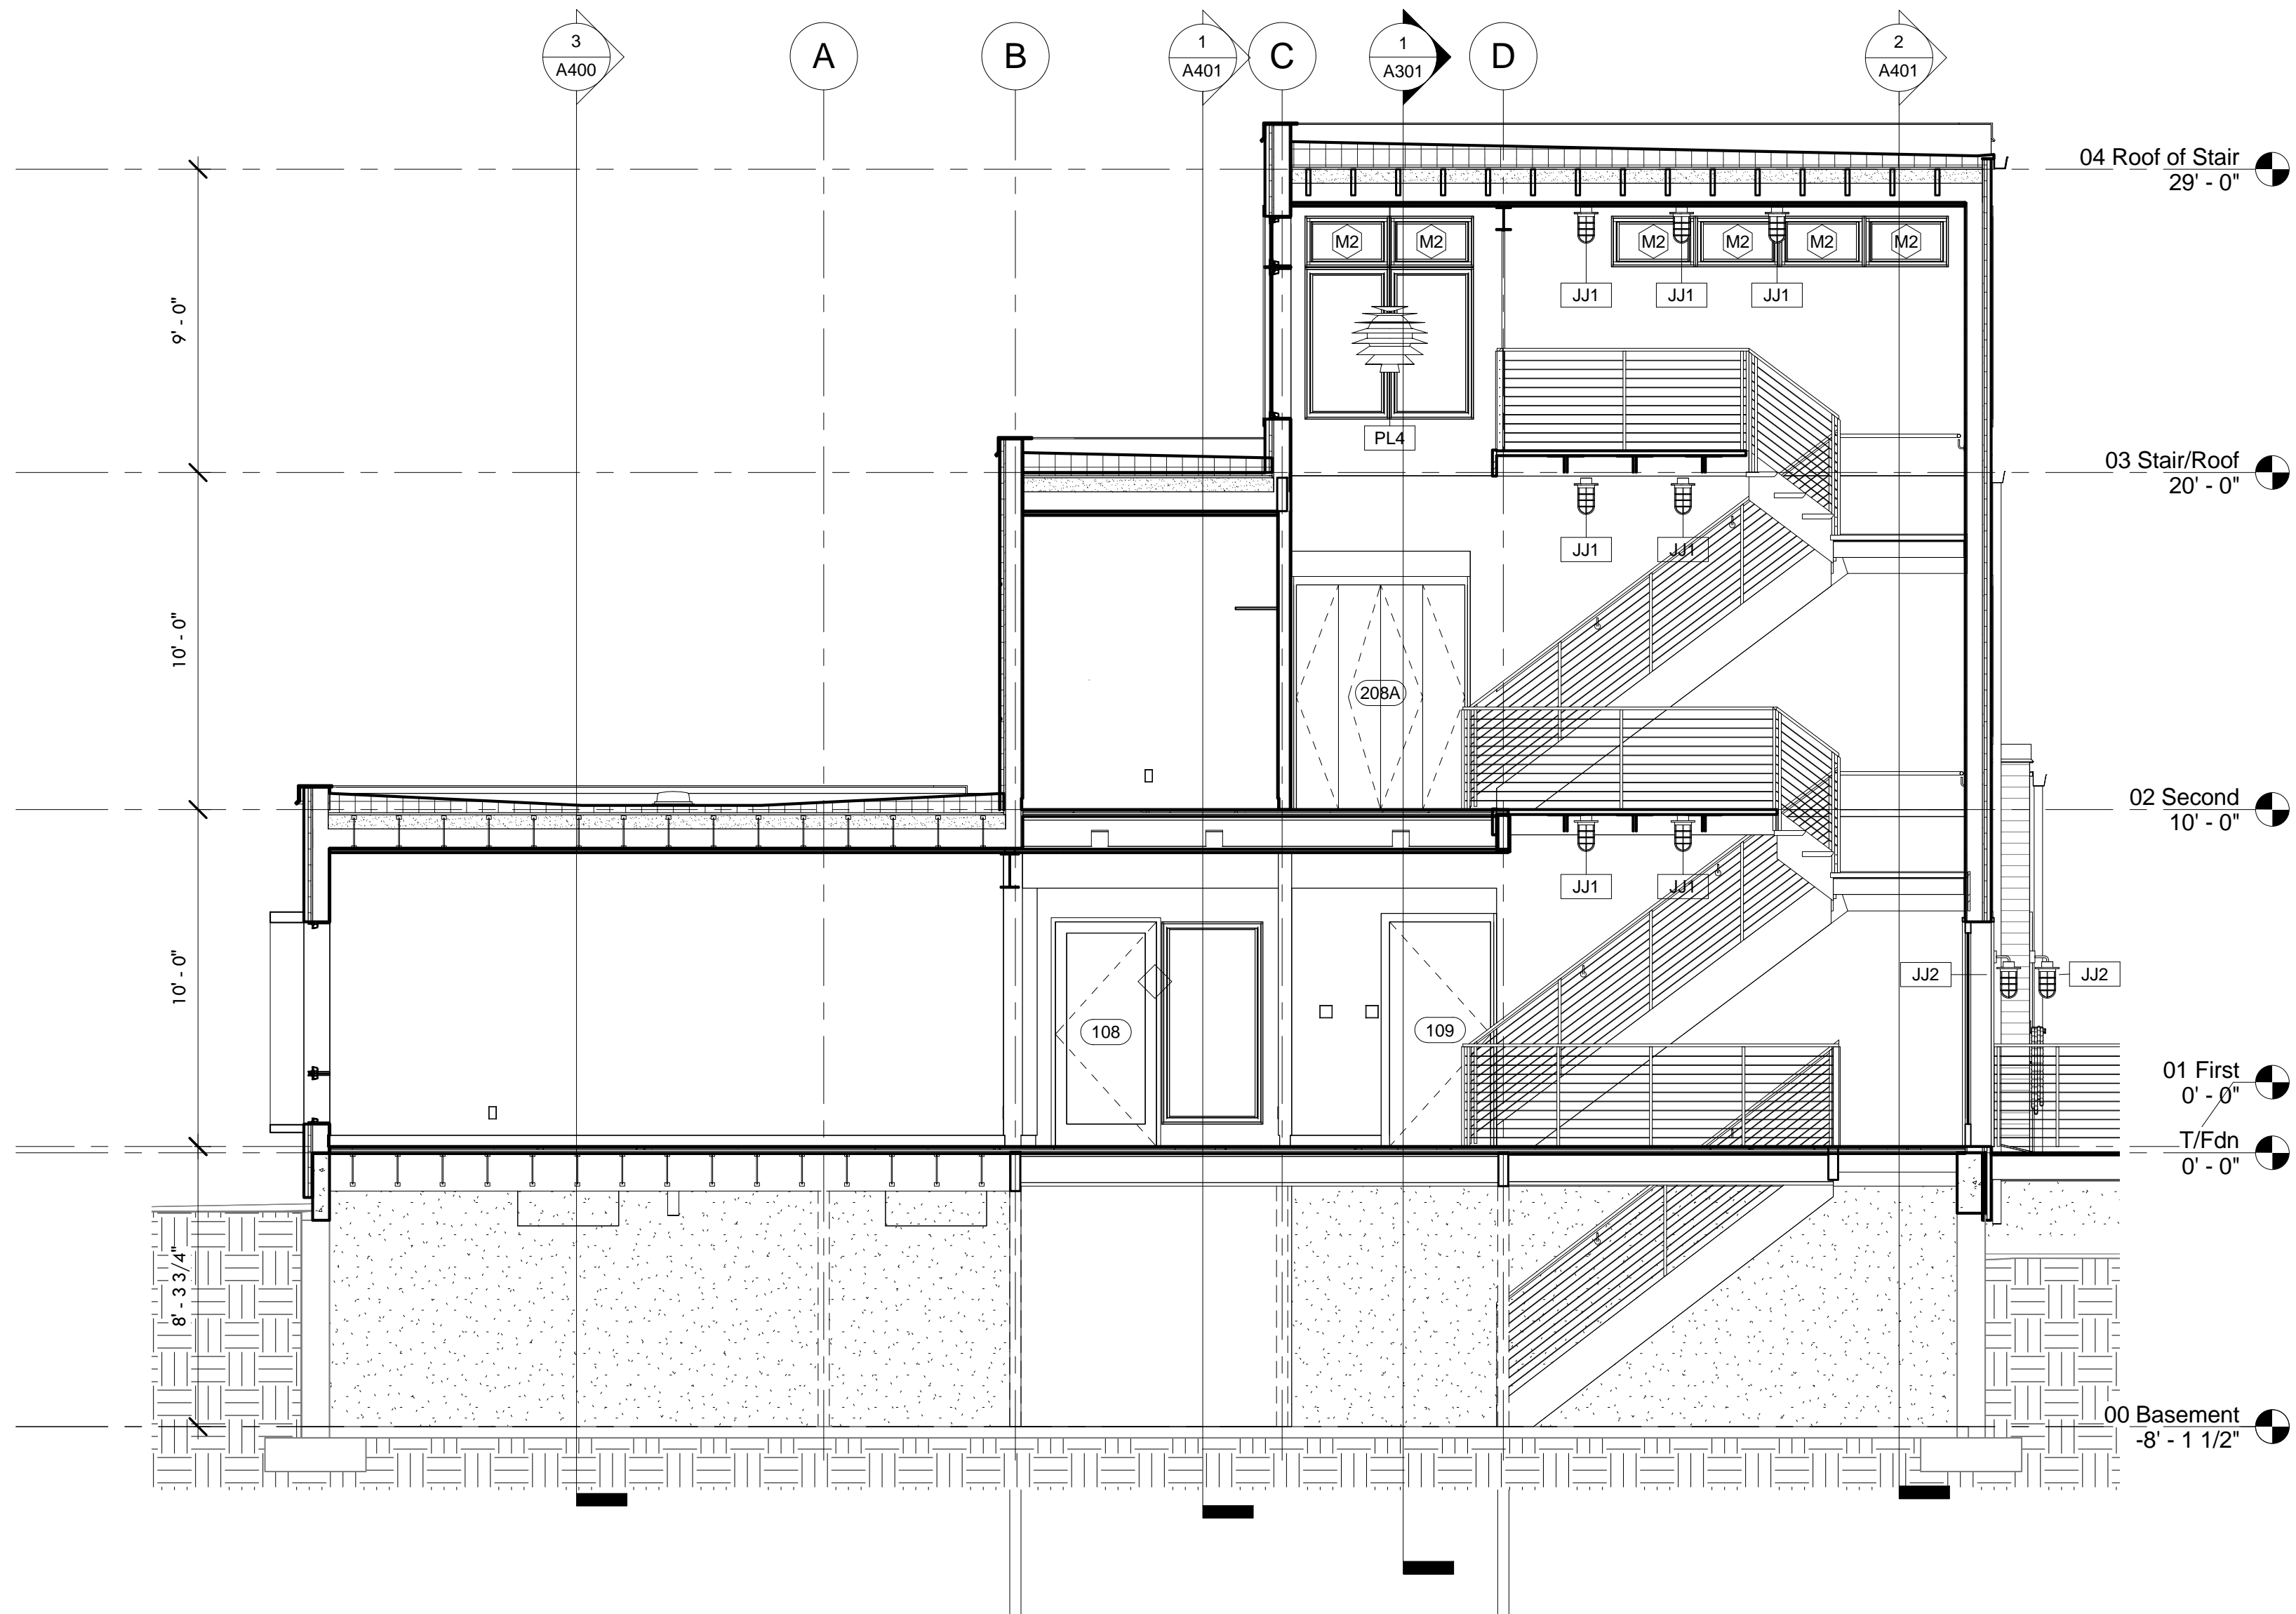 3
A400
A
B
1
A401
C
1
A301
D
2
A401
04 Roof of Stair
29' - 0"
M2
M2
M2
M2
M2
M2
JJ1
JJ1
JJ1
9' - 0"
PL4
03 Stair/Roof
20' - 0"
JJ1
JJ1
10' - 0"
208A
02 Second
10' - 0"
JJ1
JJ1
10' - 0"
JJ2
JJ2
108
109
01 First
0' - 0"
T/Fdn
0' - 0"
8' - 3 3/4"
00 Basement
-8' - 1 1/2"